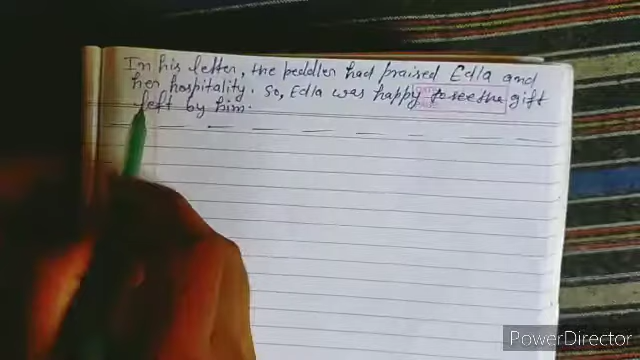 In his letter, the peddler had praised Edla and
her hospitality. So, Edla was happy to see the gift
left by him.
PowerDirector